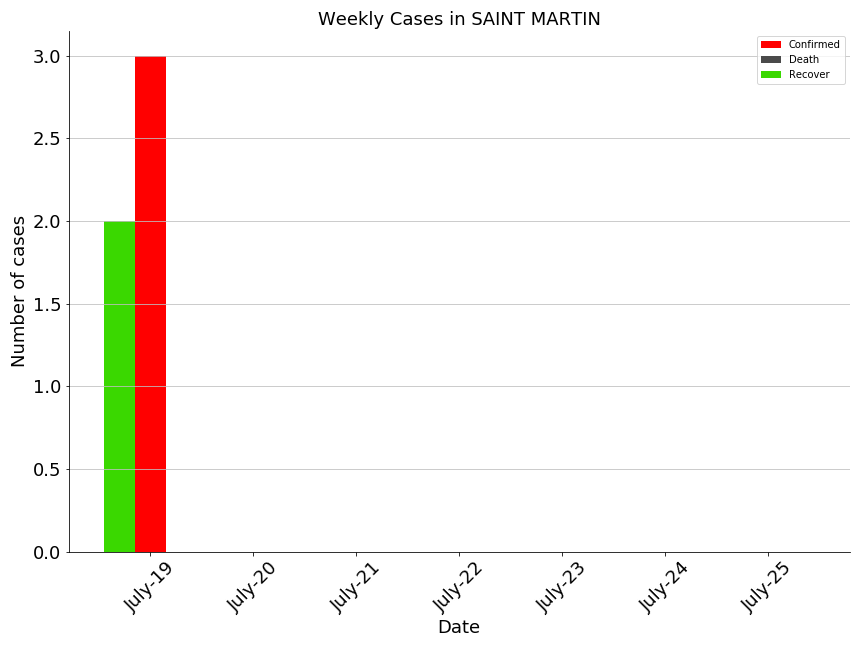 Weekly Cases in SAINT MARTIN
Confirmed
Death
Recover
Number of cases
3.0
2.5
2.0
1.5
1.0
0.5
0.0
July-19
July-20
July-21
July-22
July-23
July-24
July-25
Date